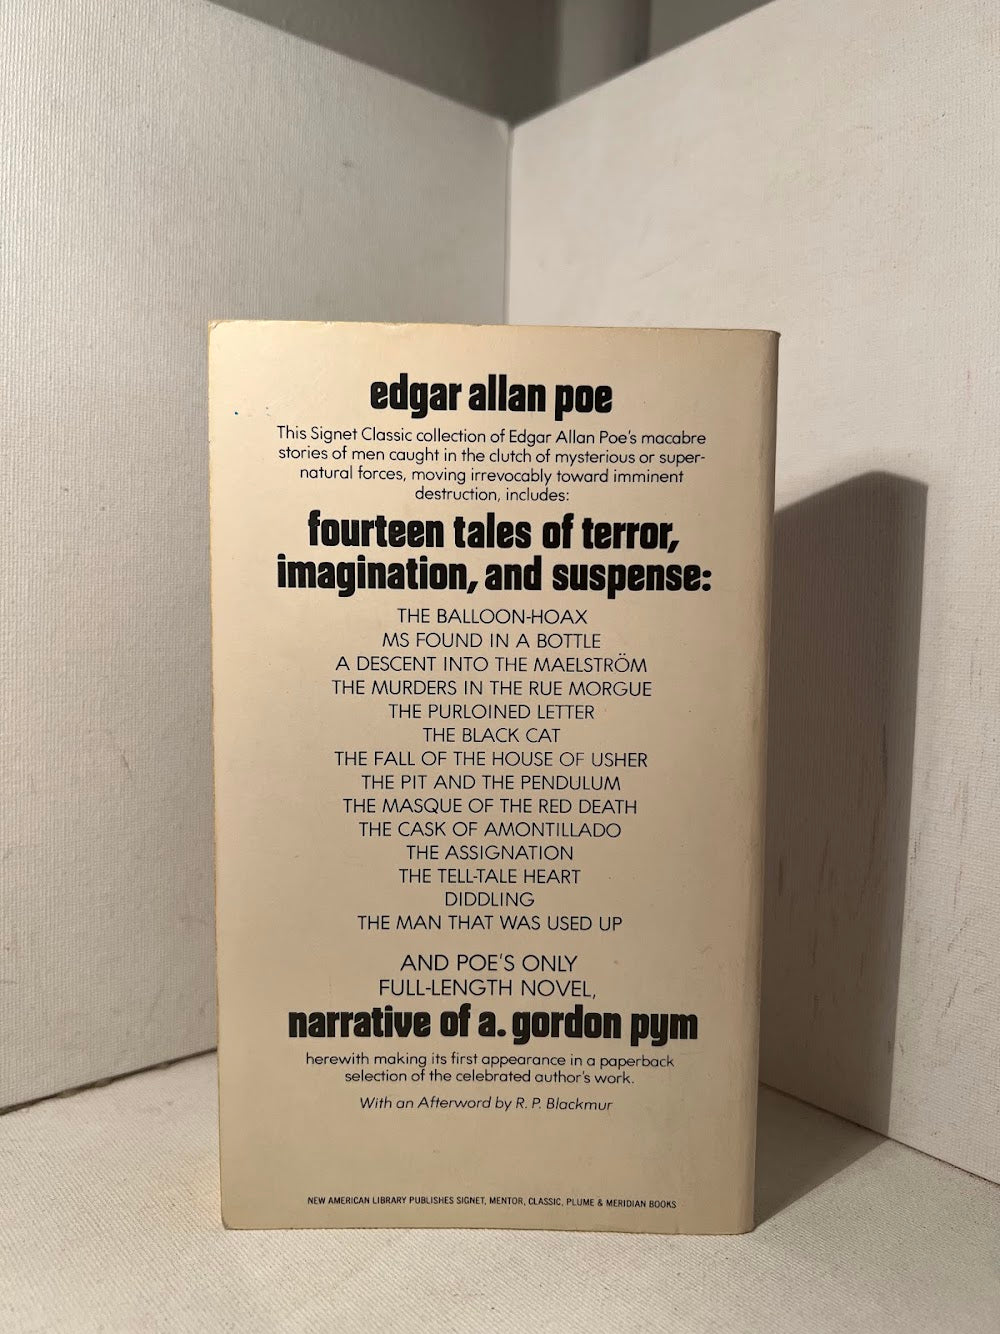 edgar allan poe
This Signet Classic collection of Edgar Allan Poe's macabre
stories of men caught in the clutch of mysterious or super-
natural forces, moving irrevocably toward imminent
destruction, includes:
fourteen tales of terror,
imagination, and suspense:
THE BALLOON-HOAX
MS FOUND IN A BOTTLE
A DESCENT INTO THE MAELSTRÖM
THE MURDERS IN THE RUE MORGUE
THE PURLOINED LETTER
THE BLACK CAT
THE FALL OF THE HOUSE OF USHER
THE PIT AND THE PENDULUM
THE MASQUE OF THE RED DEATH
THE CASK OF AMONTILLADO
THE ASSIGNATION
THE TELL-TALE HEART
DIDDLING
THE MAN THAT WAS USED UP
AND POE'S ONLY
FULL-LENGTH NOVEL,
narrative of a. gordon pym
herewith making its first appearance in a paperback
selection of the celebrated author's work.
With an Afterword by R. P. Blackmur
NEW AMERICAN LIBRARY PUBLISHES SIGNET, MENTOR, CLASSIC, PLUME & MERIDIAN BOOKS